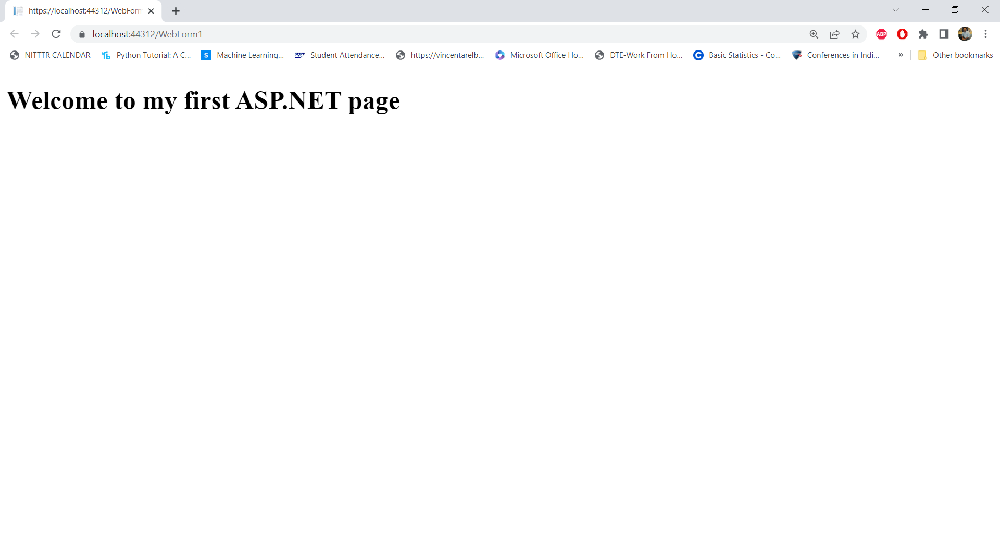 https://localhost:44312/WebForm
localhost:44312/WebForm1
ABP
NITTTR CALENDAR Python Tutorial: A C... S Machine Learning... SAP Student Attendance... https://vincentarelb... Microsoft Office Ho... DTE-Work From Ho... C Basic Statistics - Co... Conferences in Indi... » Other bookmarks
Welcome to my first ASP.NET page